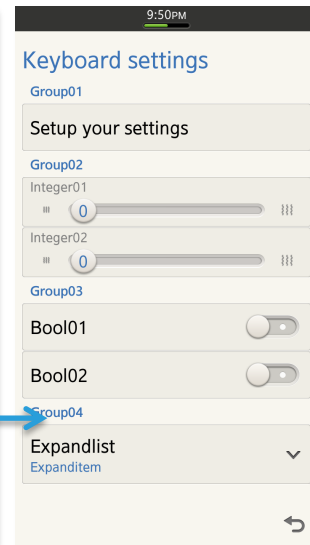 9:50PM
Keyboard settings
Group01
Setup your settings
Group02
Integer01
0
Integer02
0
Group03
Bool01
Bool02
Group04
Expandlist
Expanditem